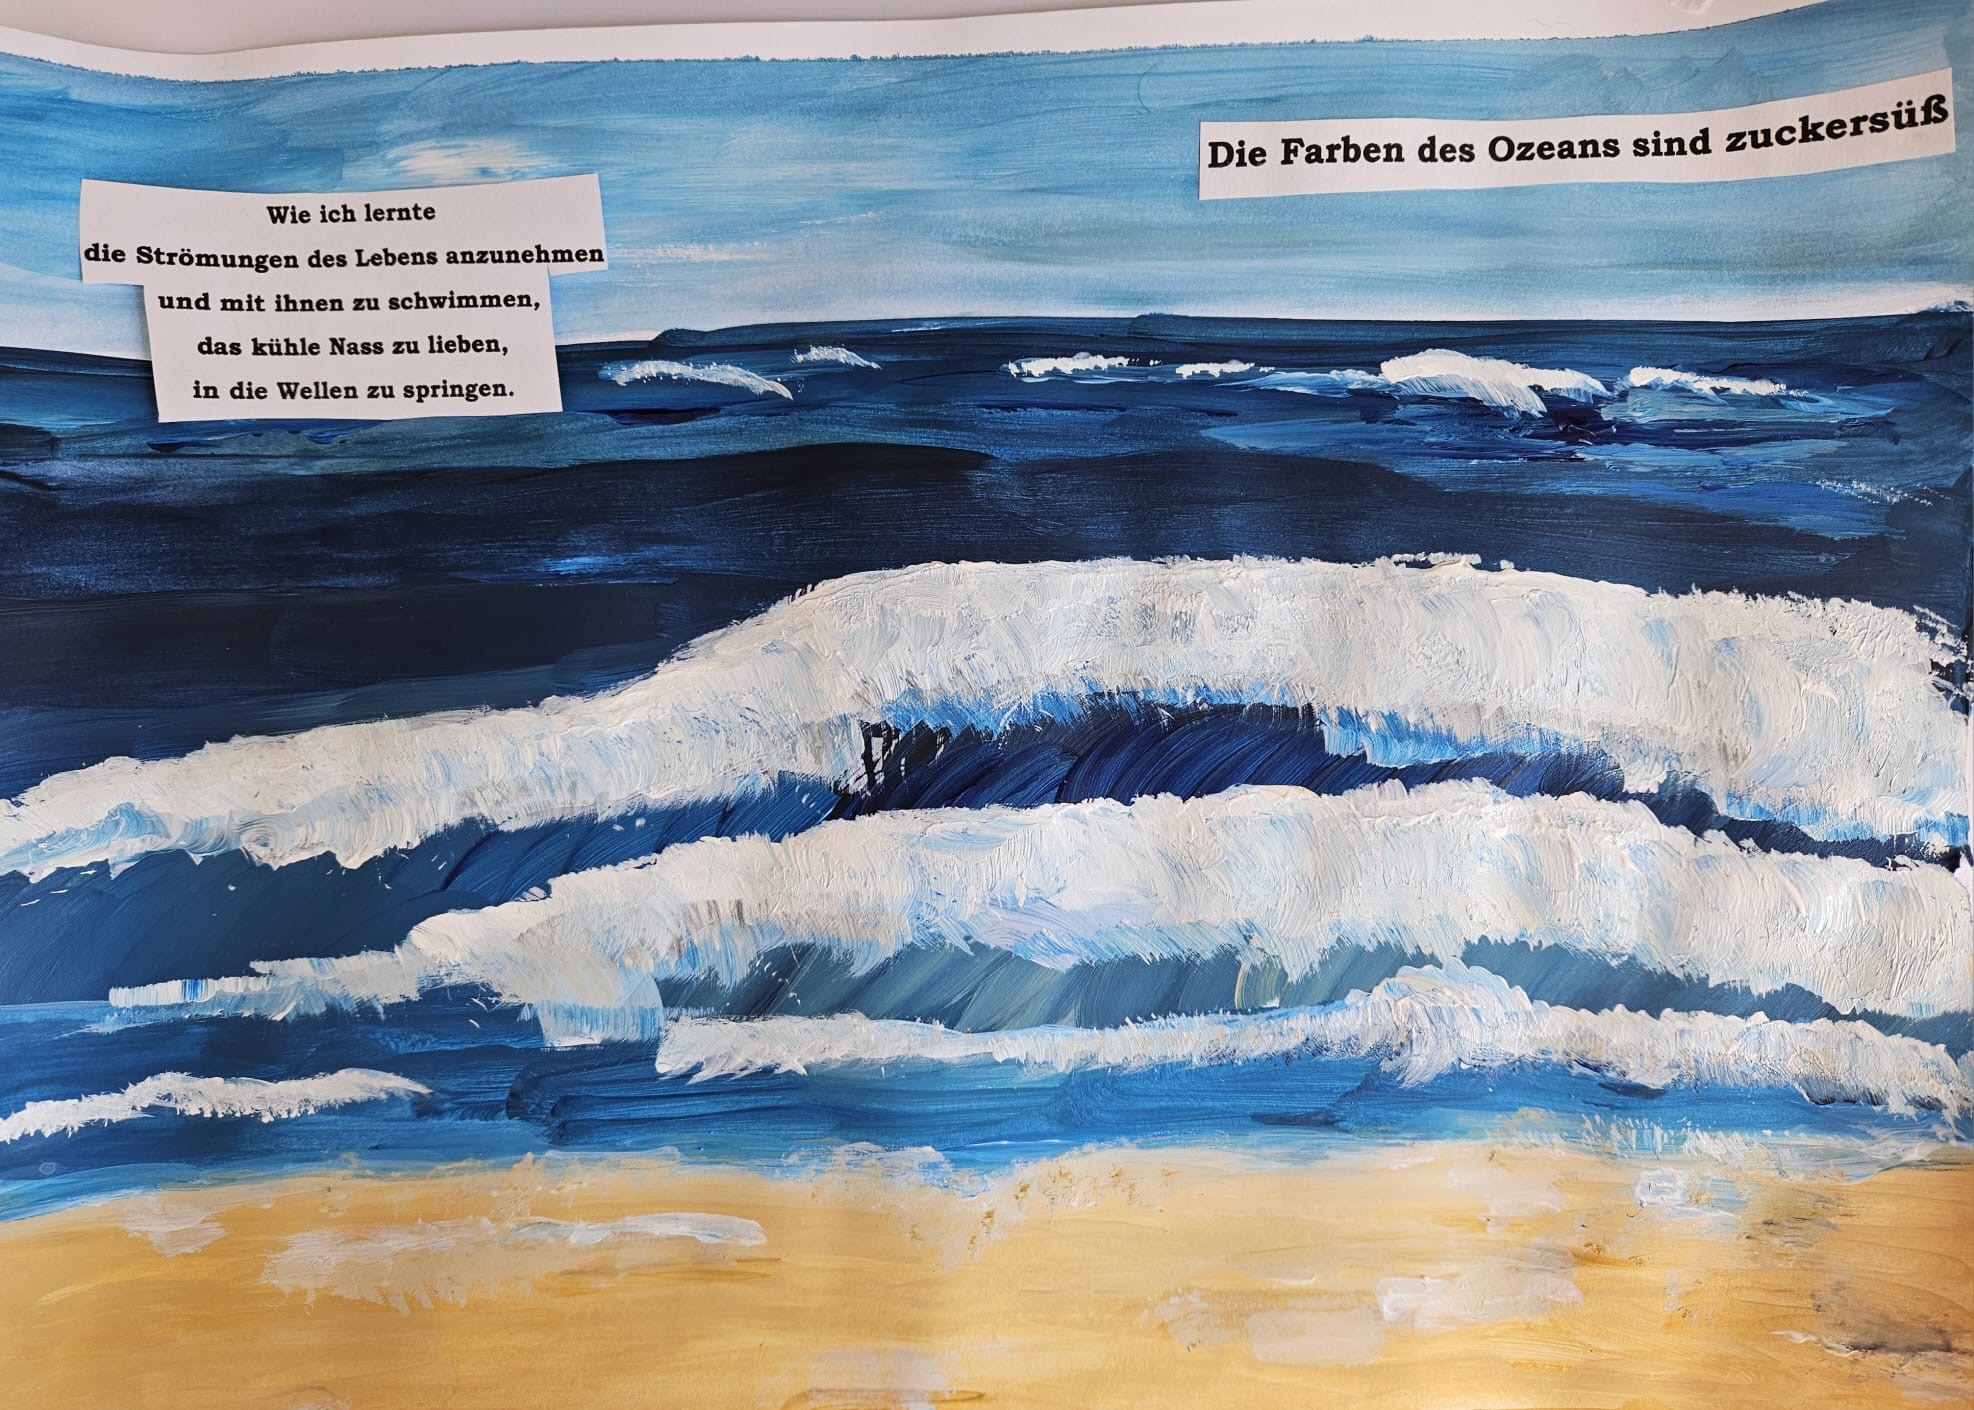 Die Farben des Ozeans sind zuckersüß
Wie ich lernte
die Strömungen des Lebens anzunehmen
und mit ihnen zu schwimmen,
das kühle Nass zu lieben,
in die Wellen zu springen.